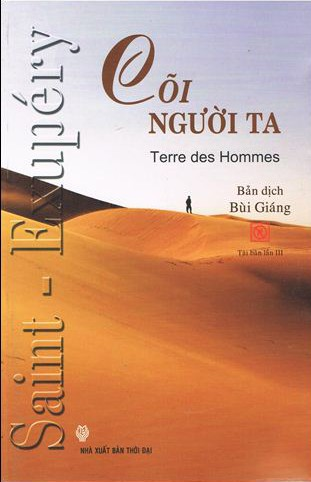 Saint - Exupéry
CÕI
NGƯỜI TA
Terre des Hommes
Bản dịch
Bùi Giáng
Tái bản lần III
NHÀ XUẤT BẢN THỜI ĐẠI